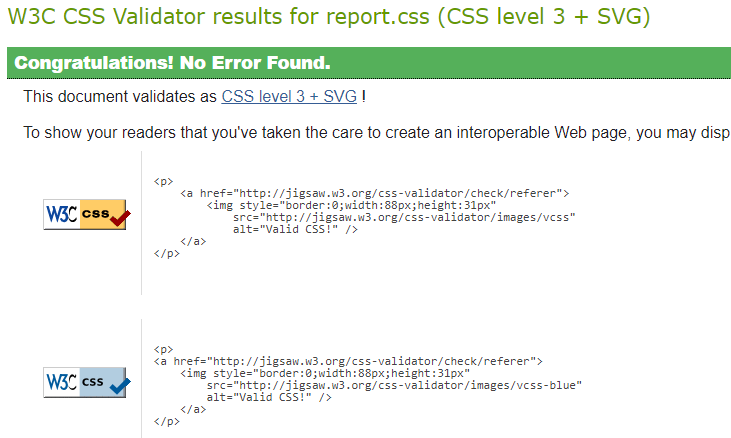 W3C CSS Validator results for report.css (CSS level 3 + SVG)
Congratulations! No Error Found.
This document validates as CSS level 3 + SVG !
To show your readers that you've taken the care to create an interoperable Web page, you may disp
W3C css
<p>
<a href="http://jigsaw.w3.org/css-validator/check/referer">
<img style="border:0;width:88px;height:31px"
src="http://jigsaw.w3.org/css-validator/images/vcss"
alt="Valid CSS!" />
</a>
</p>
W3C css
<p>
<a href="http://jigsaw.w3.org/css-validator/check/referer">
<img style="border:0;width:88px;height:31px"
src="http://jigsaw.w3.org/css-validator/images/vcss-blue"
alt="Valid CSS!" />
</a>
</p>